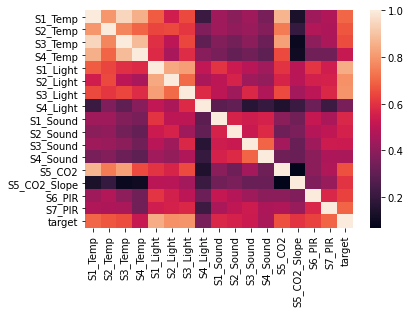 S1_Temp
S2_Temp
S3_Temp
S4_Temp
S1_Light
S2_Light
S3_Light
S4_Light
S1_Sound
S2_Sound
S3_Sound
S4_Sound
S5_CO2
S5_CO2_Slope
S6_PIR
S7_PIR
target
S1_Temp
S2_Temp
S3_Temp
S4_Temp
S1_Light
S2_Light
S3_Light
S4_Light
S1_Sound
S2_Sound
S3_Sound
S4_Sound
S5_CO2
S5_CO2_Slope
S6_PIR
S7_PIR
target
1.0
0.8
0.6
0.4
0.2